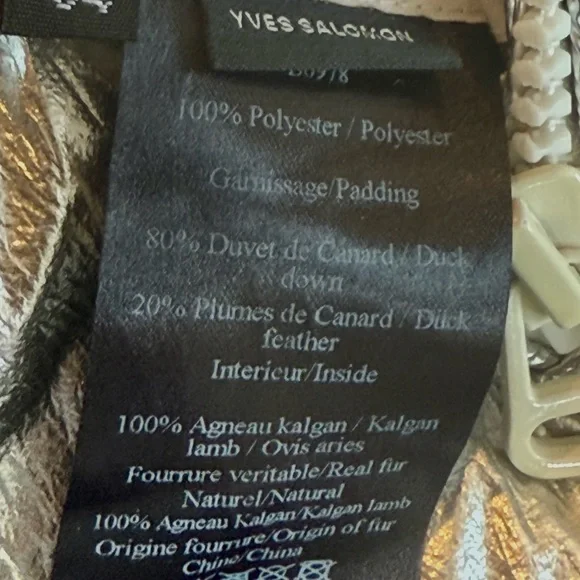 YVES SALOMON
B0978
100% Polyester / Polyester
Garnissage/Padding
80% Duvet de Canard / Duck
down
20% Plumes de Canard / Duck
feather
Interieur/Inside
100% Agneau kalgan / Kalgan
lamb / Ovis aries
Fourrure veritable/Real fur
Naturel/Natural
100% Agneau Kalgan/Kalgan lamb
Origine fourrure/Origin of fur
Chine/China